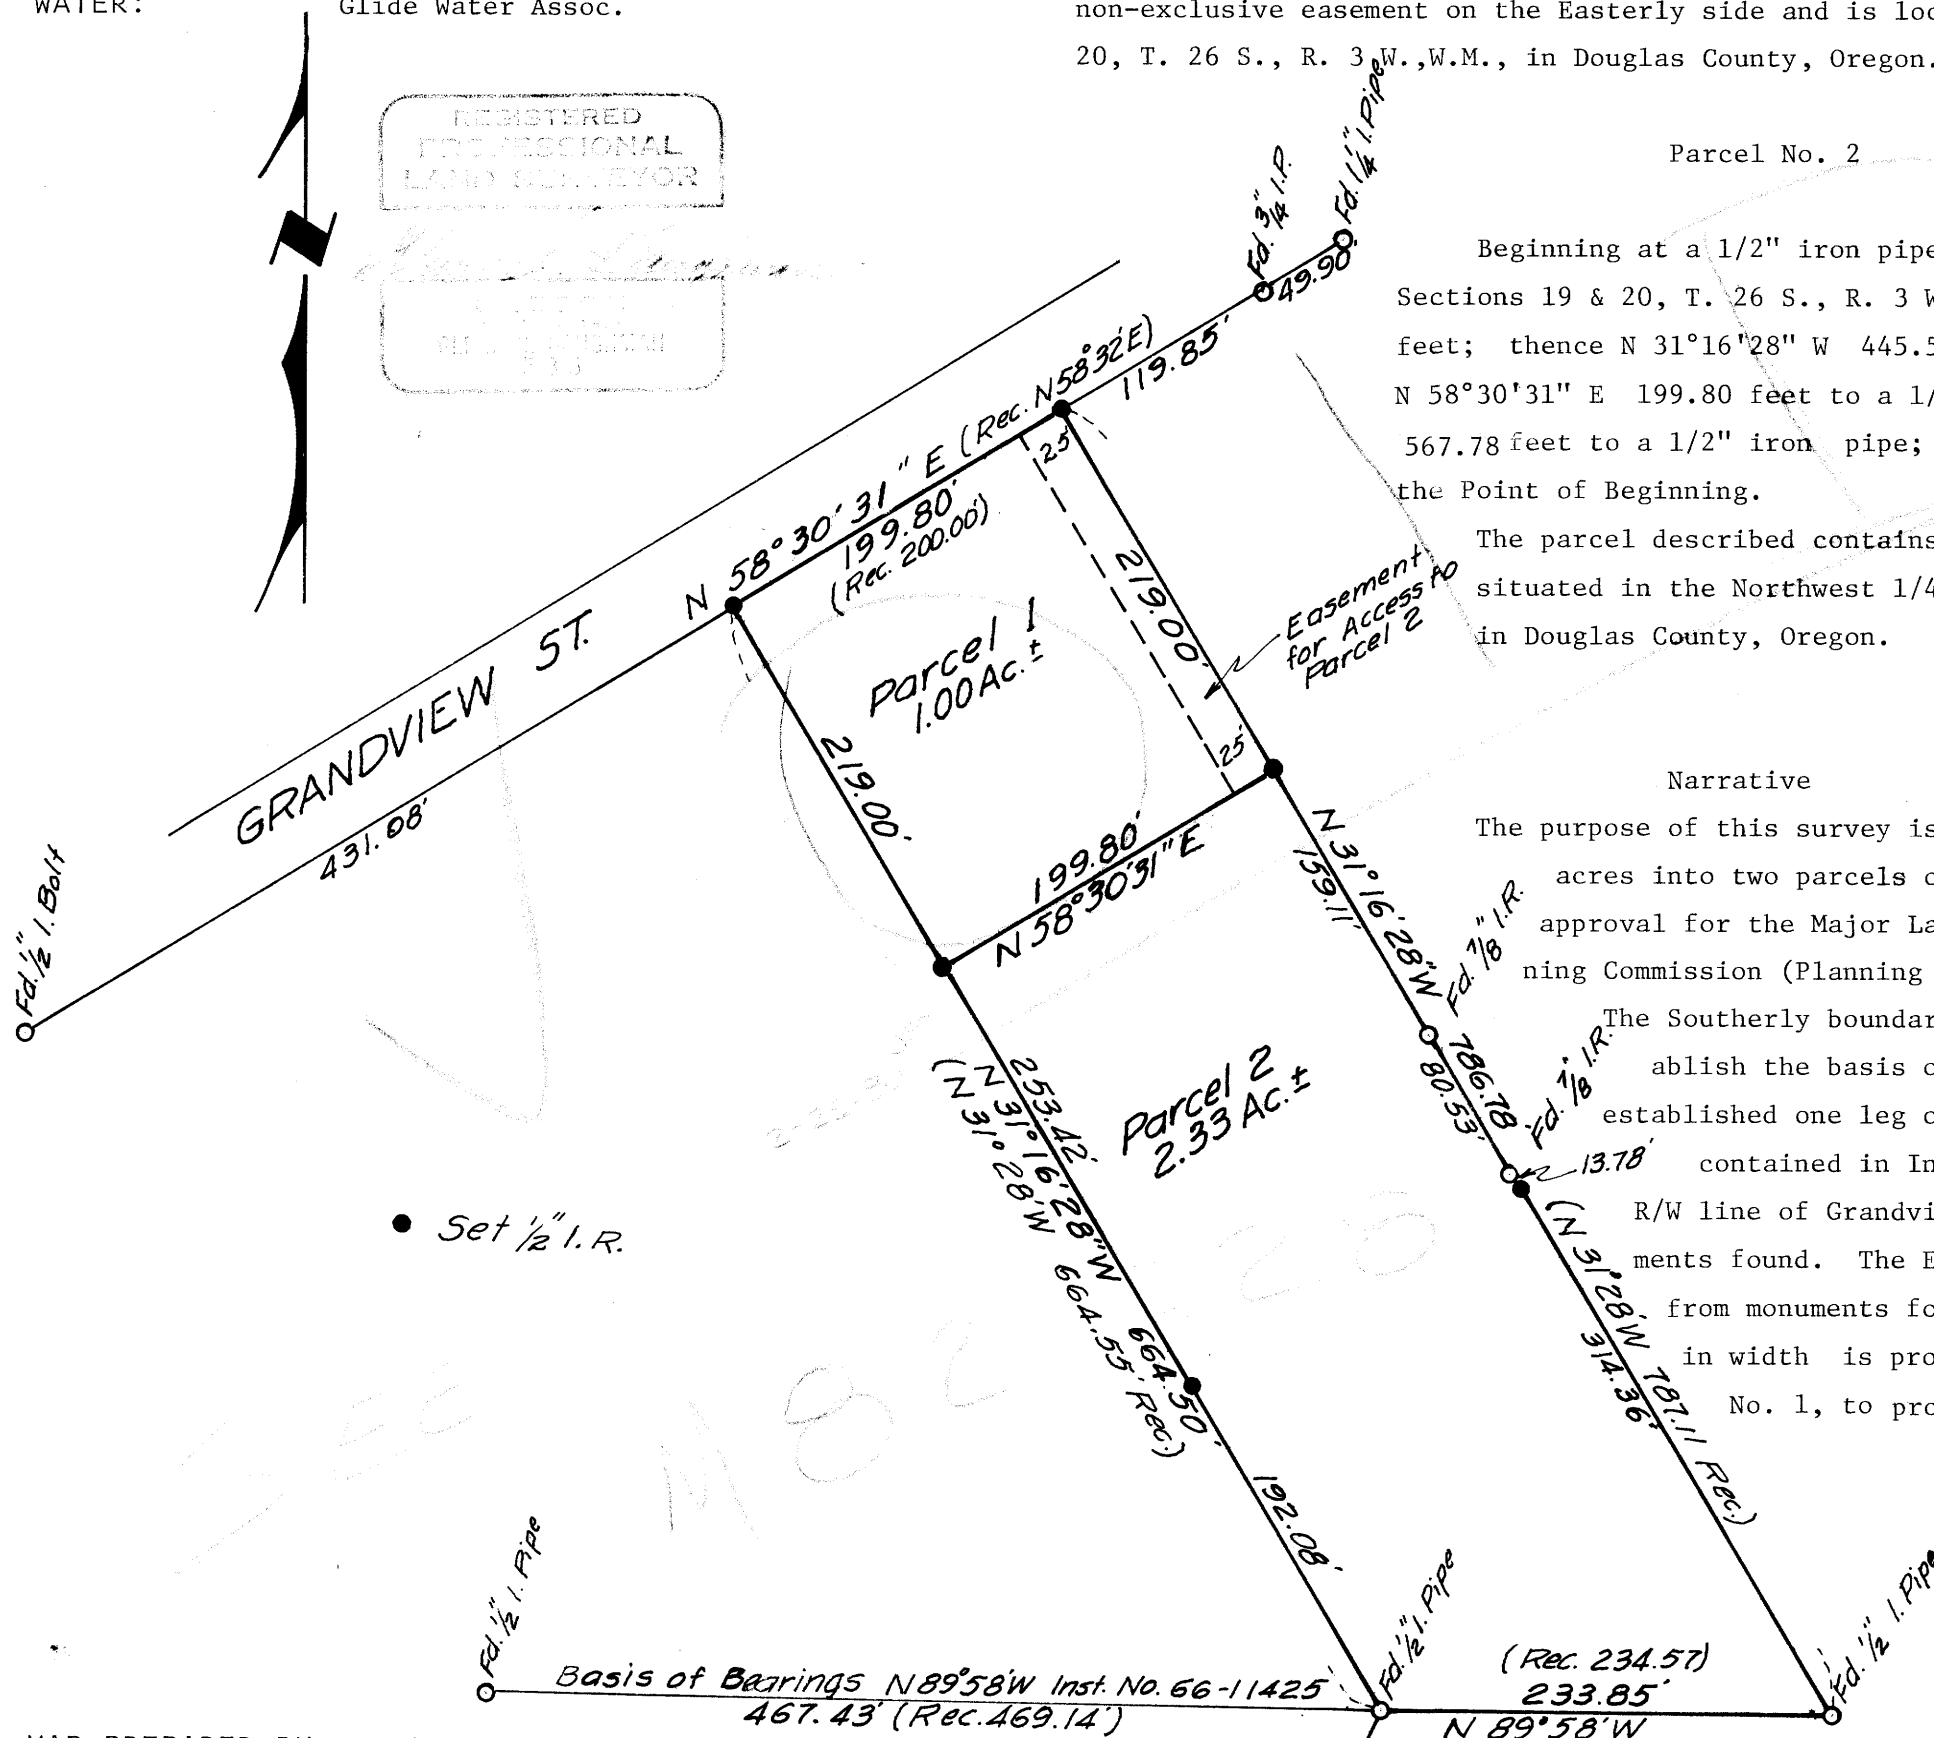 WATER:
Glide Water Assoc.
non-exclusive easement on the Easterly side and is loc
20, T. 26 S., R. 3 W.,W.M., in Douglas County, Oregon.
REGISTERED
PROFESSIONAL
LAND SURVEYOR
Fd. 3/4" I.P.
Fd. 1 1/4" I. Pipe
49.90'
119.85'
Parcel No. 2
Beginning at a 1/2" iron pipe
Sections 19 & 20, T. 26 S., R. 3 W
feet; thence N 31°16'28" W 445.5
N 58°30'31" E 199.80 feet to a 1/
567.78 feet to a 1/2" iron pipe;
the Point of Beginning.
The parcel described contains
situated in the Northwest 1/4
in Douglas County, Oregon.
N 58°30'31" E (Rec. N58°32'E)
199.80'
(Rec. 200.00')
25'
219.00'
Easement
for Access to
Parcel 2
Parcel 1
1.00 Ac.±
GRANDVIEW ST.
431.08'
Fd. 1/2" I. Bolt
219.00'
25'
199.80'
N 58°30'31" E
N 31°16'28" W 786.78'
159.11'
Fd. 7/8" I.R.
80.53'
Fd. 7/8" I.R.
13.78'
(N 31°28'W 787.11 Rec.)
314.36'
Narrative
The purpose of this survey is
acres into two parcels o
approval for the Major La
ning Commission (Planning
The Southerly boundar
ablish the basis o
established one leg o
contained in In
R/W line of Grandvi
ments found. The E
from monuments fo
in width is pro
No. 1, to pro
Parcel 2
2.33 Ac.±
253.42'
N 31°16'28" W 664.50'
(N 31°28'W 664.55' Rec.)
192.08'
Set 1/2" I.R.
SEE M82-20
Fd. 1/2" I. Pipe
Basis of Bearings N89°58'W Inst. No. 66-11425
467.43' (Rec.469.14')
Fd. 1/2" I. Pipe
(Rec. 234.57)
233.85'
N 89°58'W
Fd. 1/2" I. Pipe